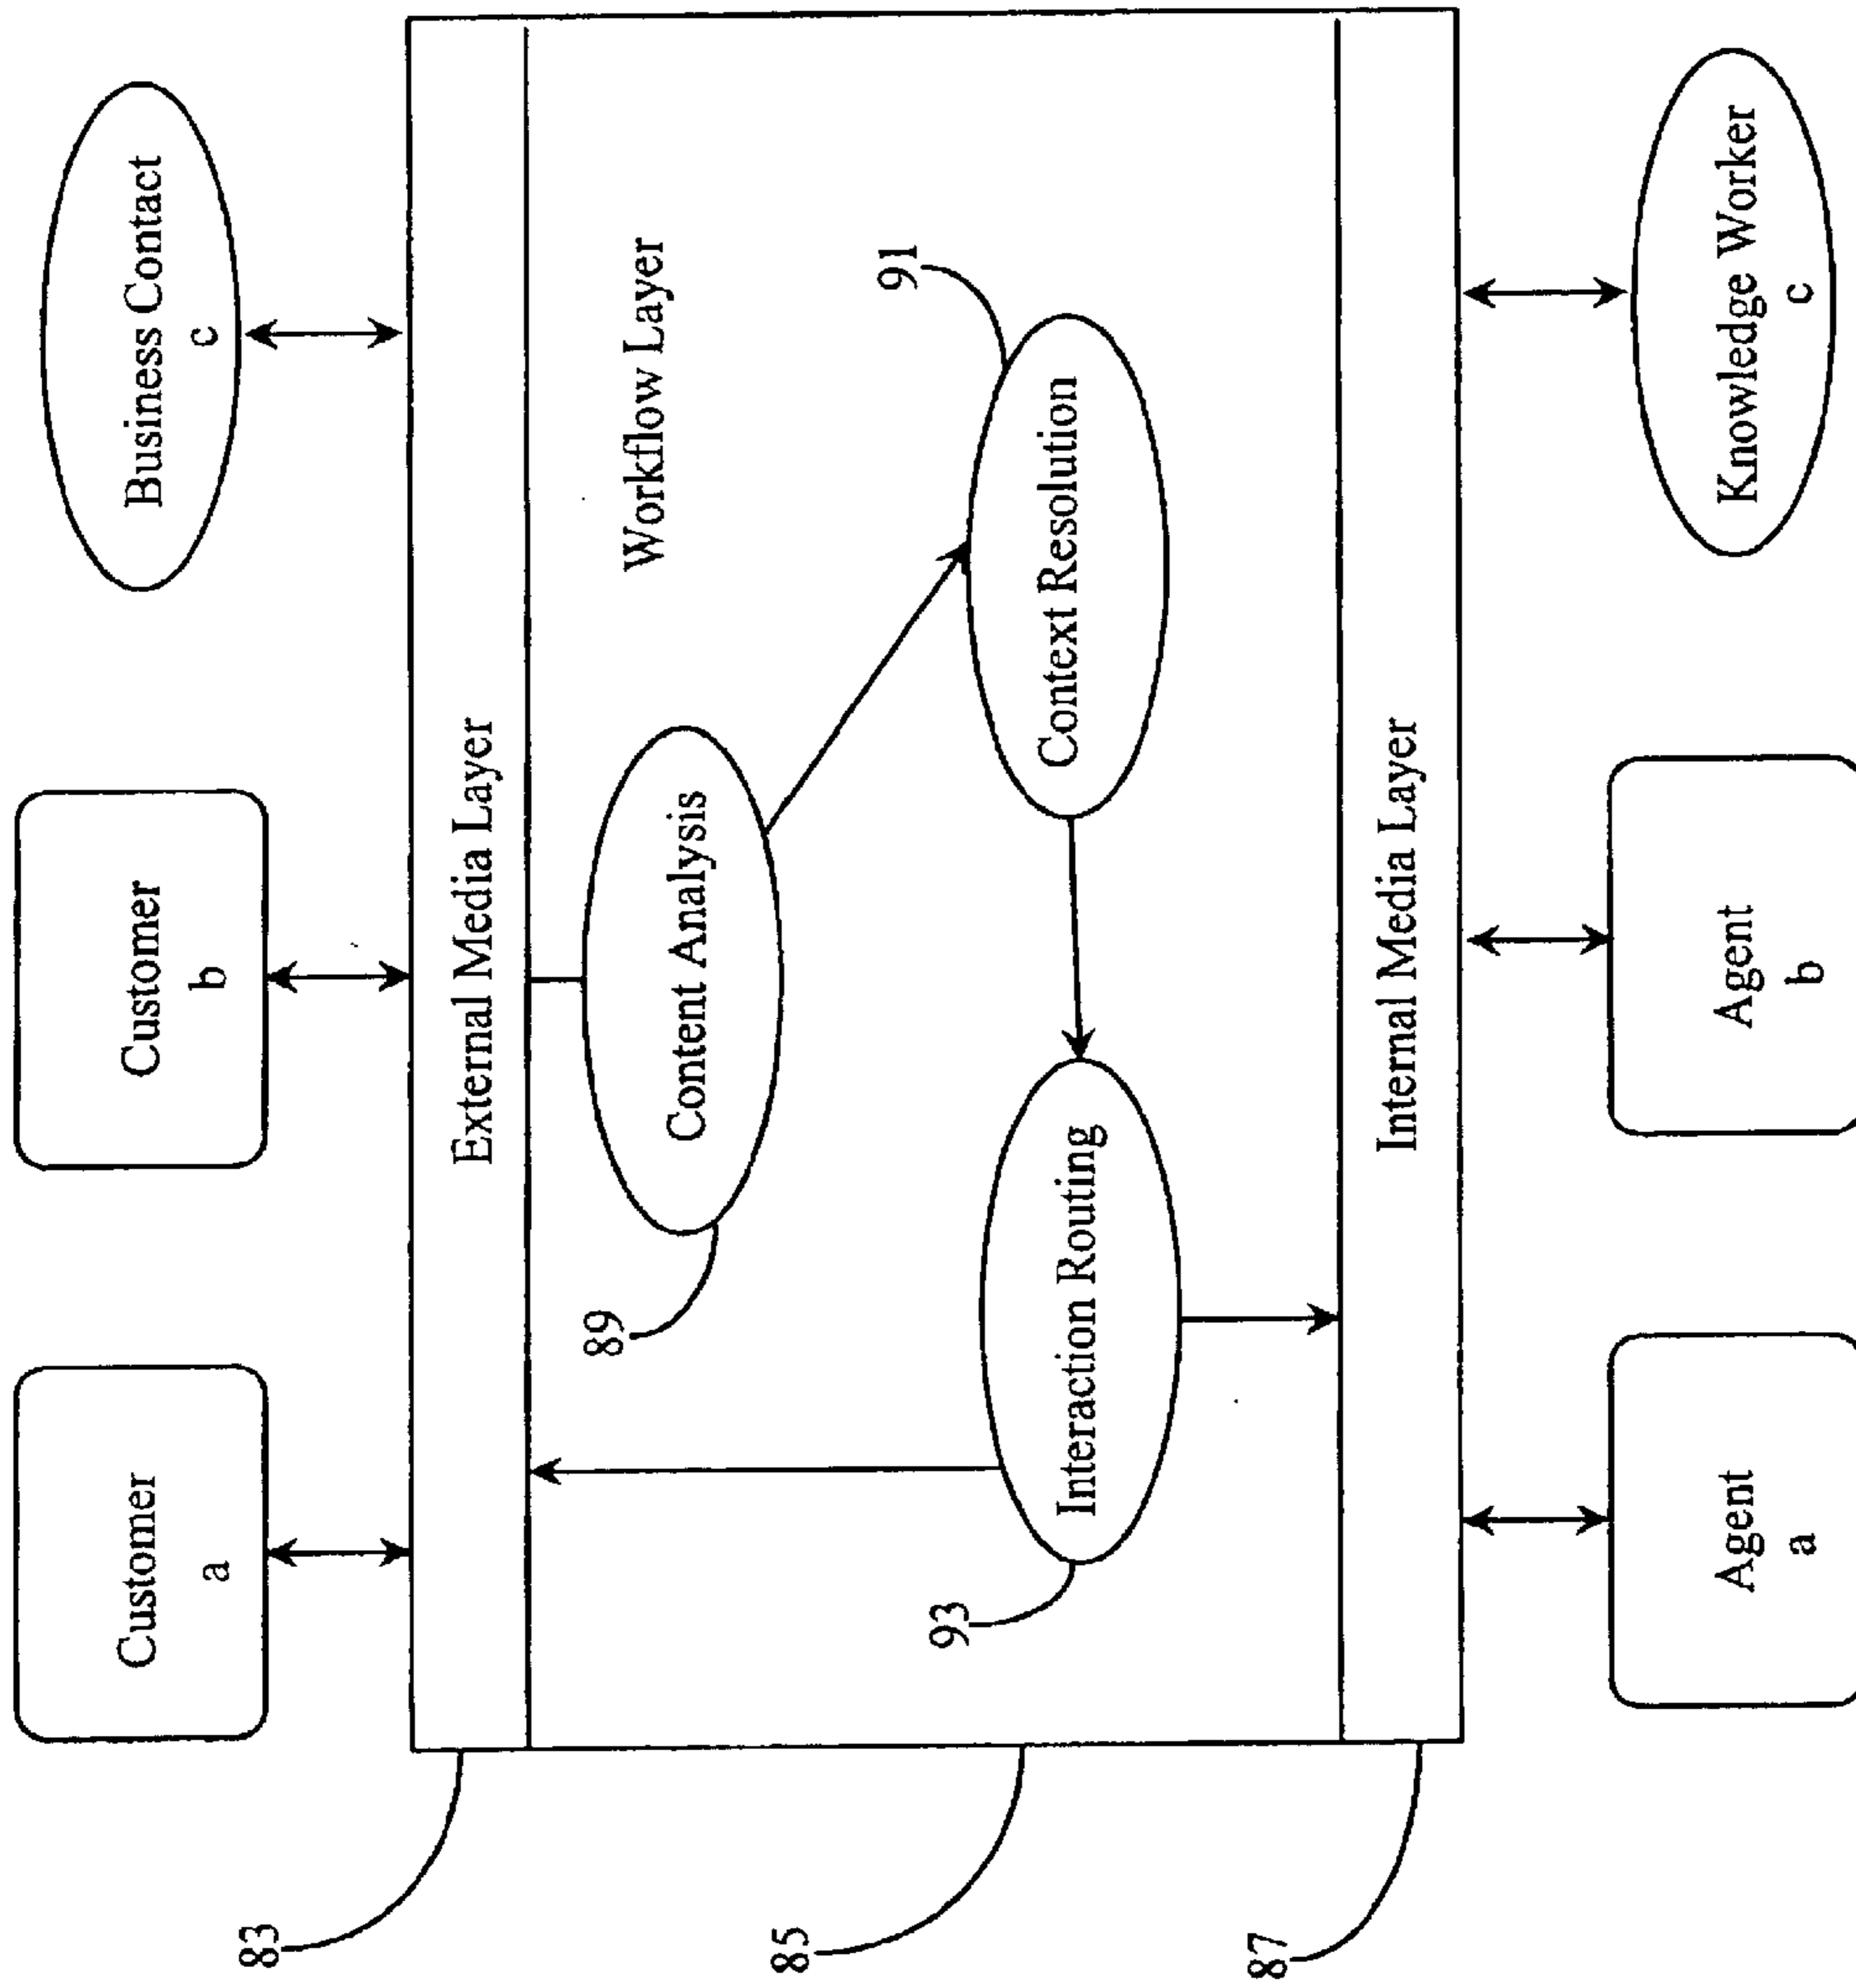 Customer
a
Customer
b
Business Contact
c
83
External Media Layer
85
Workflow Layer
89
Content Analysis
91
Context Resolution
93
Interaction Routing
87
Internal Media Layer
Agent
a
Agent
b
Knowledge Worker
c